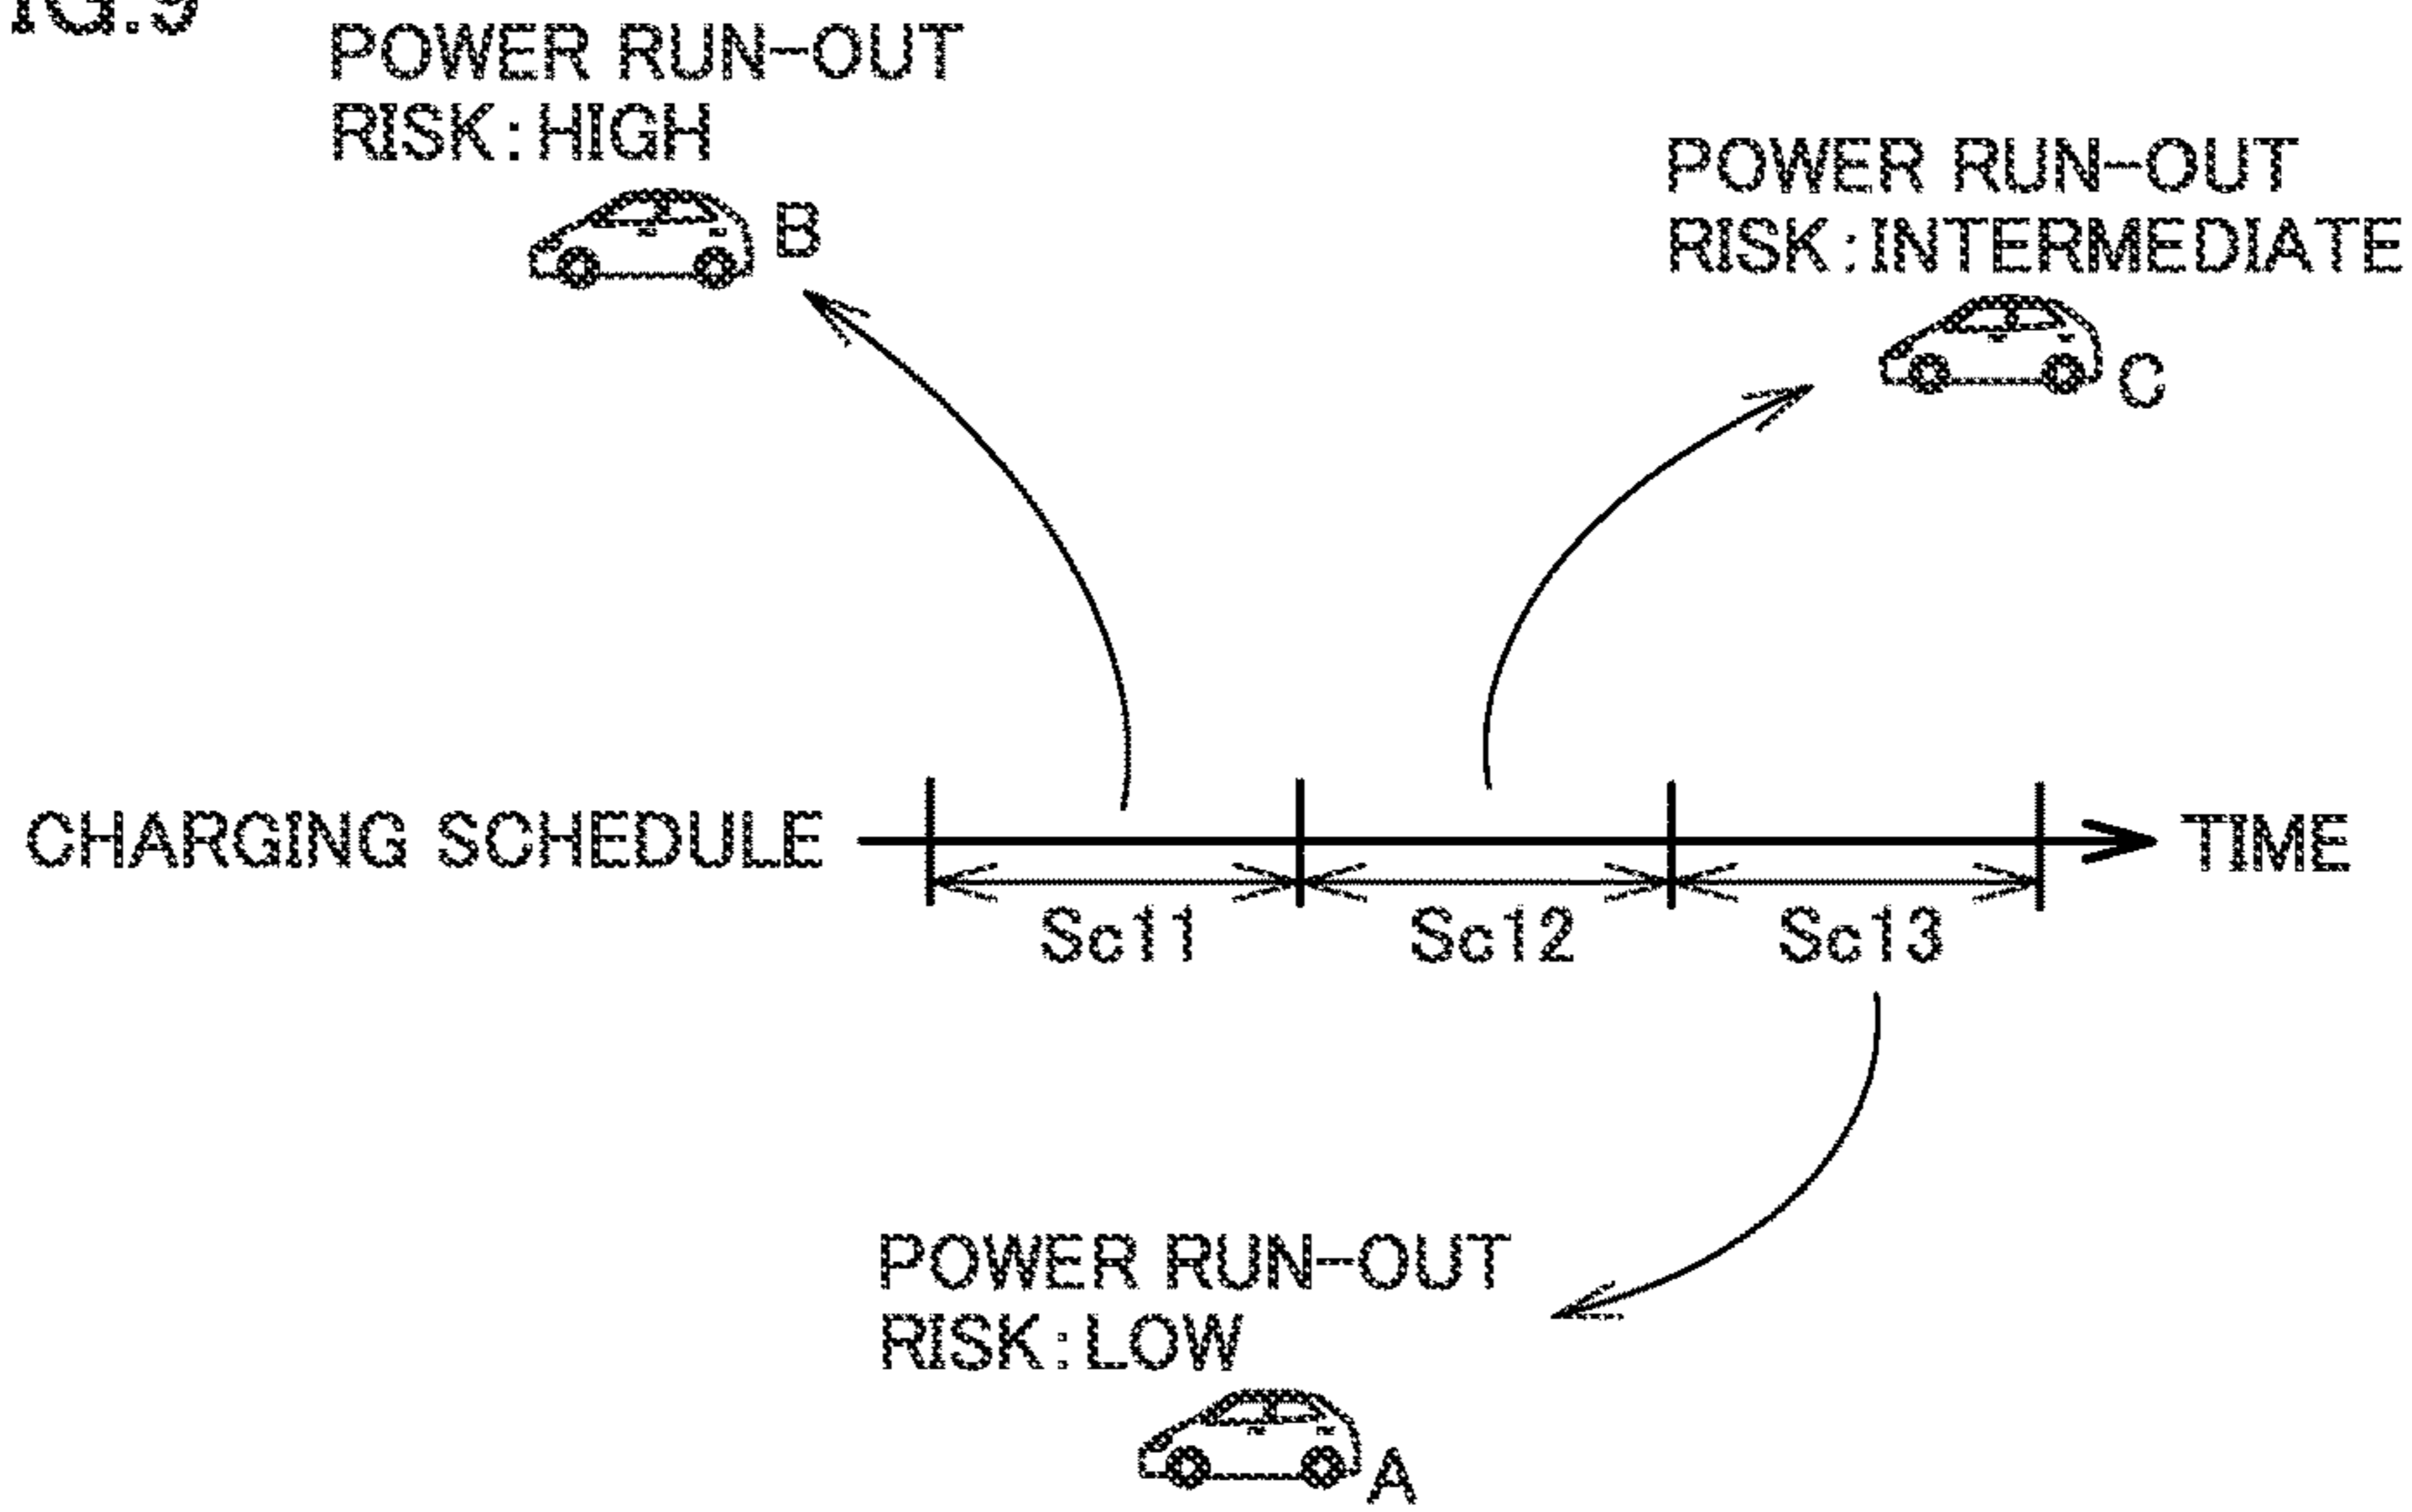 FIG.9
POWER RUN-OUT
RISK:HIGH
B
POWER RUN-OUT
RISK:INTERMEDIATE
C
CHARGING SCHEDULE
TIME
Sc11
Sc12
Sc13
POWER RUN-OUT
RISK:LOW
A